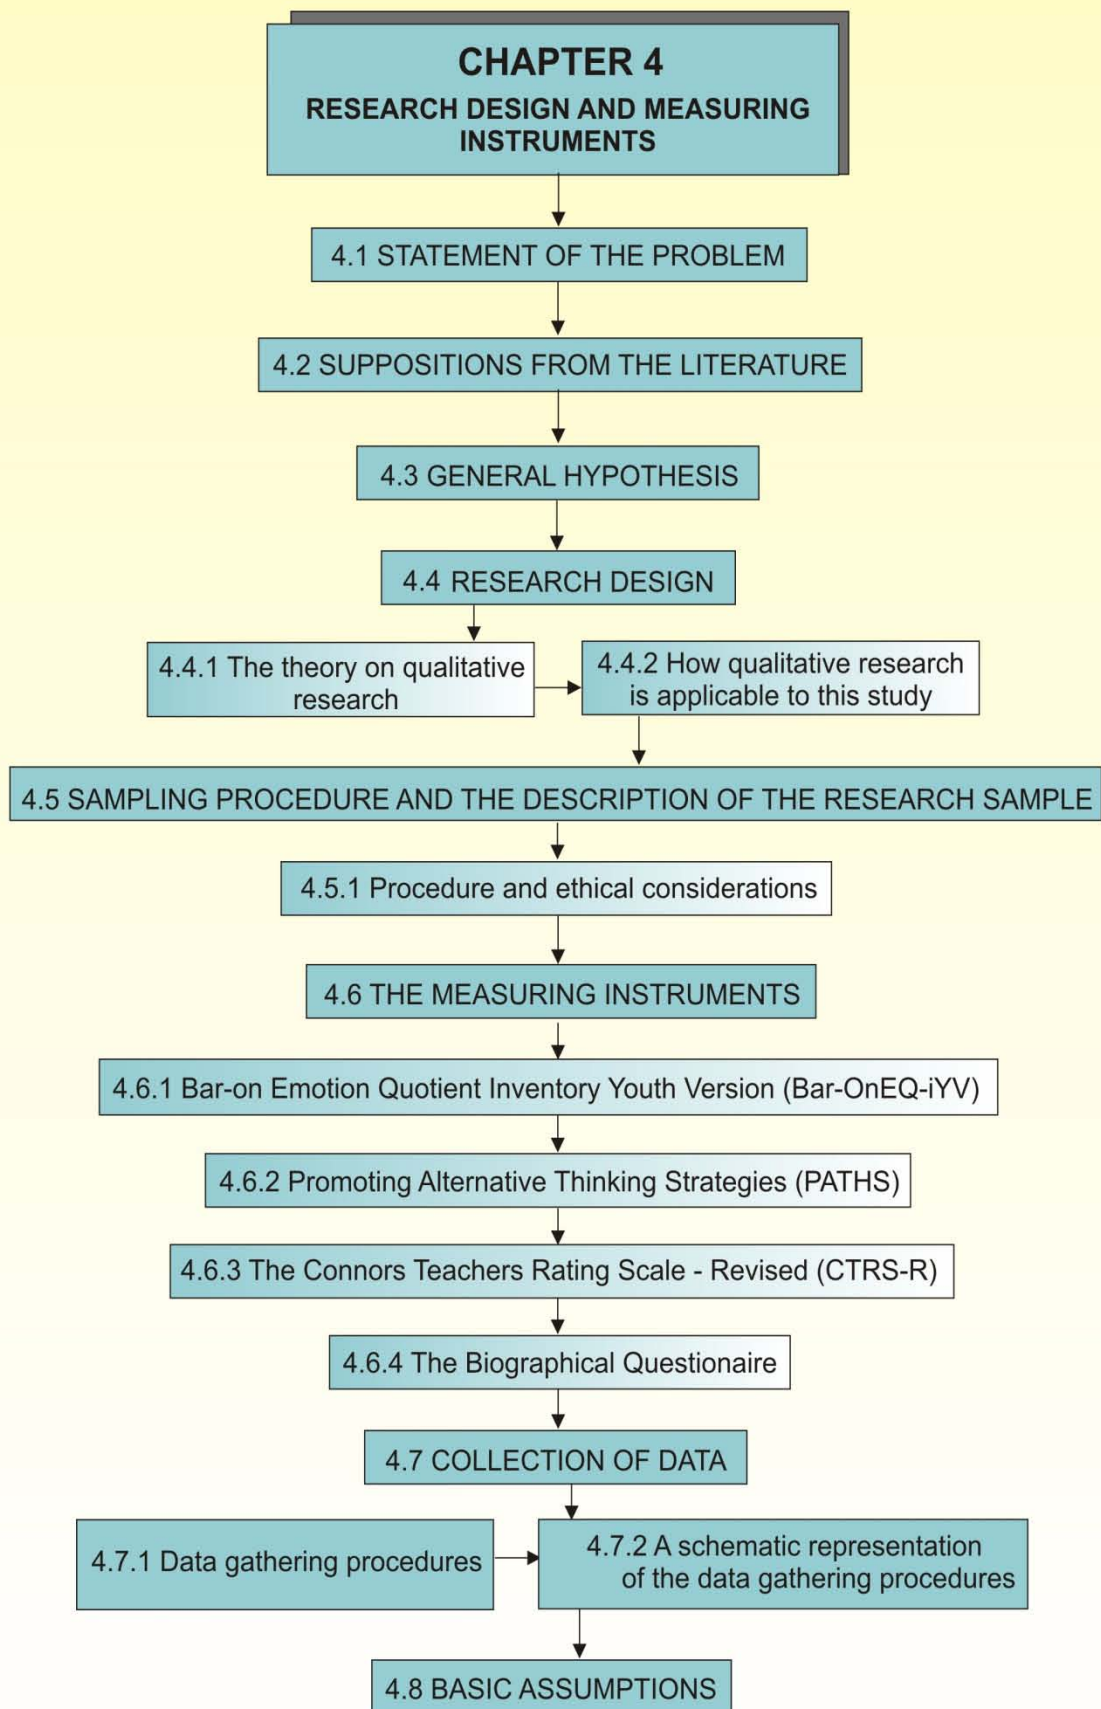 CHAPTER 4
RESEARCH DESIGN AND MEASURING
INSTRUMENTS
4.1 STATEMENT OF THE PROBLEM
4.2 SUPPOSITIONS FROM THE LITERATURE
4.3 GENERAL HYPOTHESIS
4.4 RESEARCH DESIGN
4.4.1 The theory on qualitative
research
4.4.2 How qualitative research
is applicable to this study
4.5 SAMPLING PROCEDURE AND THE DESCRIPTION OF THE RESEARCH SAMPLE
4.5.1 Procedure and ethical considerations
4.6 THE MEASURING INSTRUMENTS
4.6.1 Bar-on Emotion Quotient Inventory Youth Version (Bar-OnEQ-iYV)
4.6.2 Promoting Alternative Thinking Strategies (PATHS)
4.6.3 The Connors Teachers Rating Scale - Revised (CTRS-R)
4.6.4 The Biographical Questionaire
4.7 COLLECTION OF DATA
4.7.1 Data gathering procedures
4.7.2 A schematic representation
of the data gathering procedures
4.8 BASIC ASSUMPTIONS